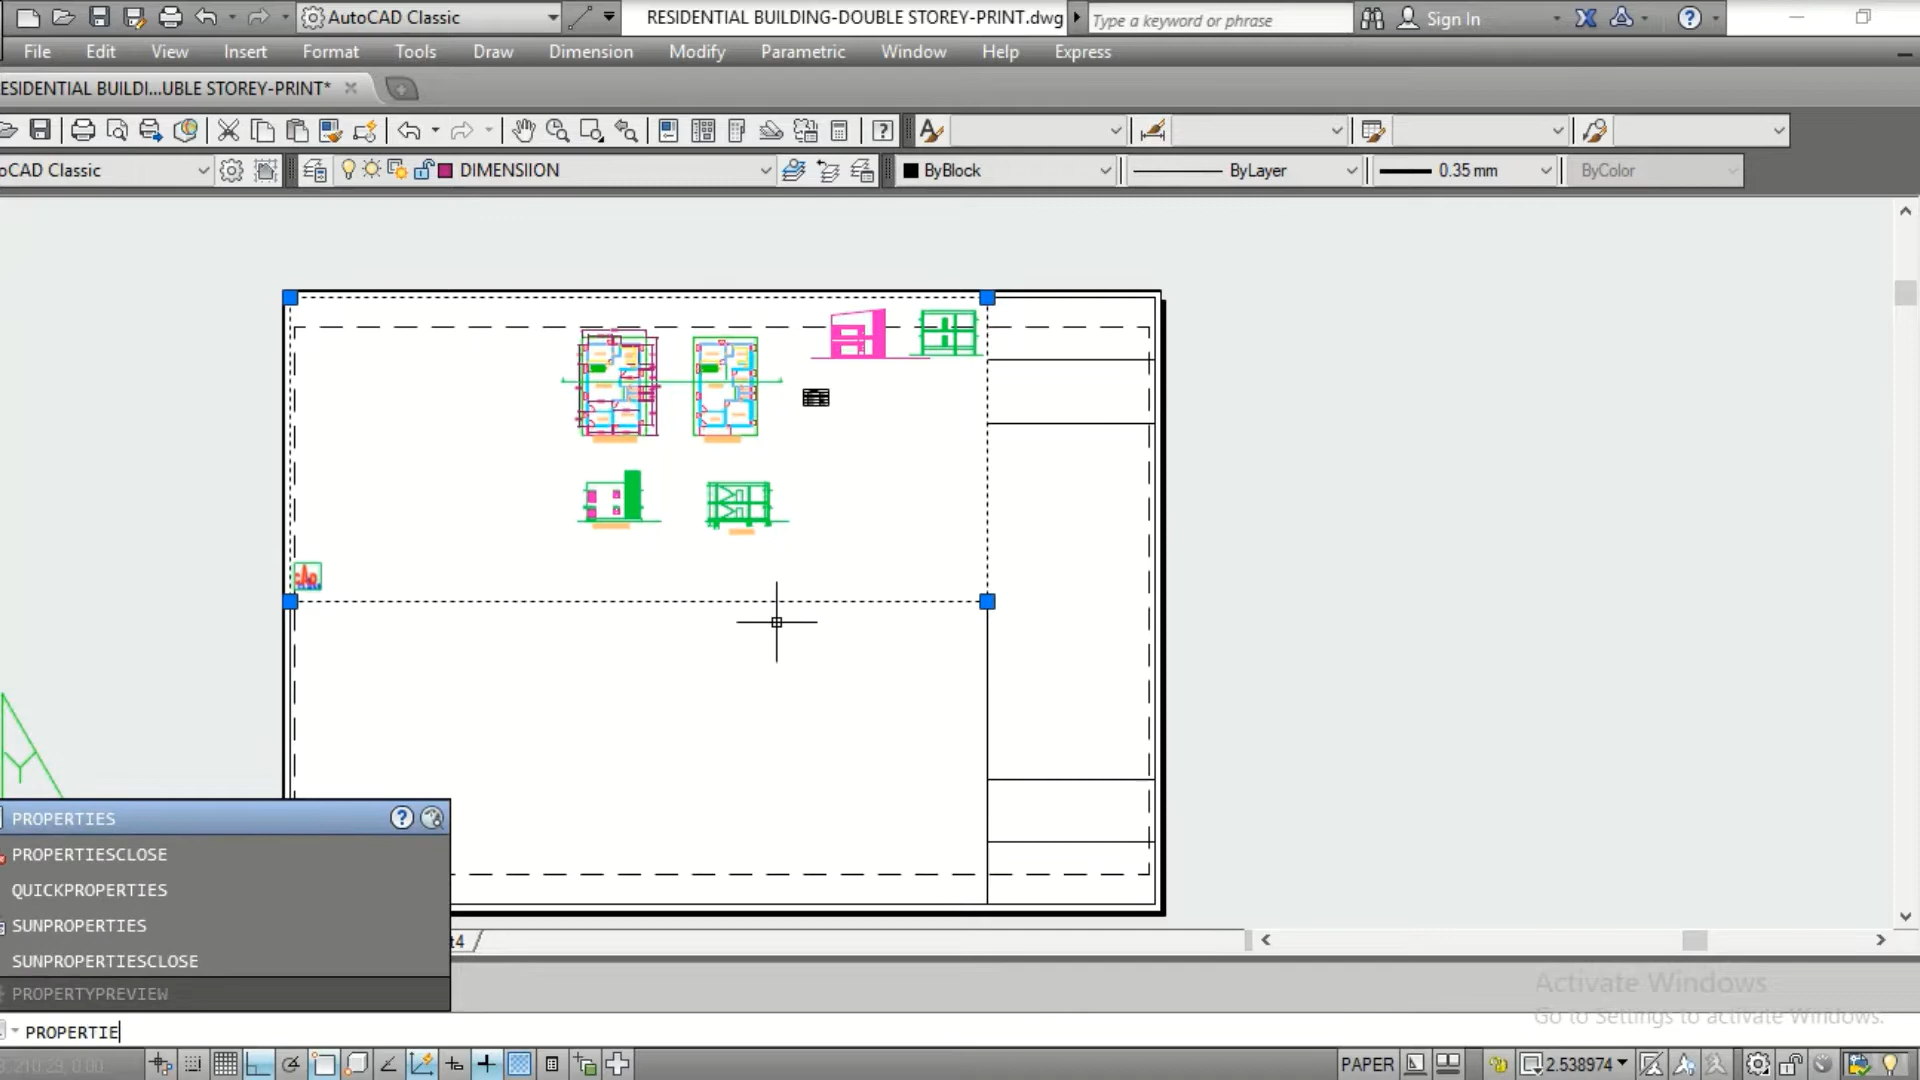 AutoCAD Classic RESIDENTIAL BUILDING-DOUBLE STOREY-PRINT.dwg Type a keyword or phrase Sign In
File Edit View Insert Format Tools Draw Dimension Modify Parametric Window Help Express
ESIDENTIAL BUILDI...UBLE STOREY-PRINT*
oCAD Classic DIMENSIION ByBlock ByLayer 0.35 mm ByColor
PROPERTIES
PROPERTIESCLOSE
QUICKPROPERTIES
SUNPROPERTIES
SUNPROPERTIESCLOSE
PROPERTYPREVIEW
t4
Activate Windows
Go to Settings to activate Windows.
PROPERTIE
PAPER 2.538974